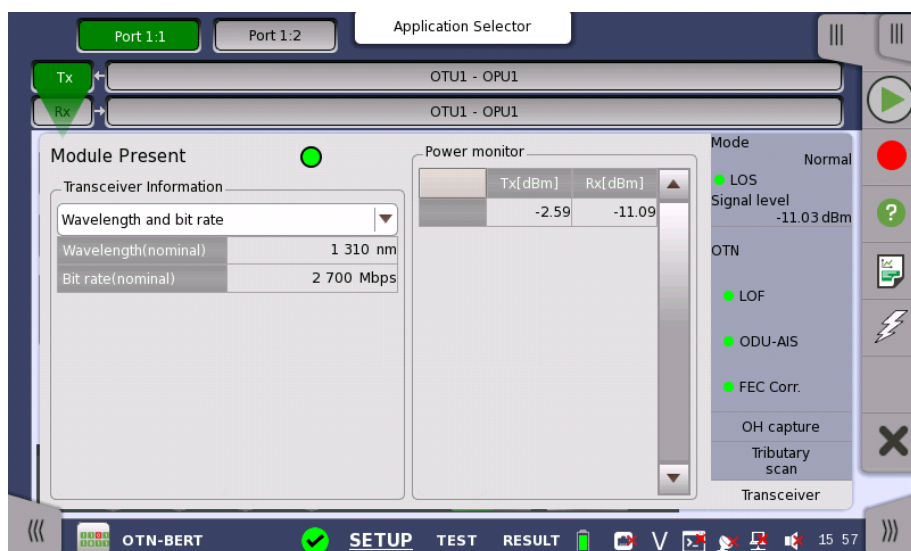 Port 1:1
Port 1:2
Application Selector
Tx
OTU1 - OPU1
Rx
OTU1 - OPU1
Module Present
Transceiver Information
Wavelength and bit rate
Wavelength(nominal) 1 310 nm
Bit rate(nominal) 2 700 Mbps
Power monitor
Tx[dBm] Rx[dBm]
-2.59 -11.09
Mode
Normal
LOS
Signal level
-11.03 dBm
OTN
LOF
ODU-AIS
FEC Corr.
OH capture
Tributary
scan
Transceiver
OTN-BERT SETUP TEST RESULT V 15 57